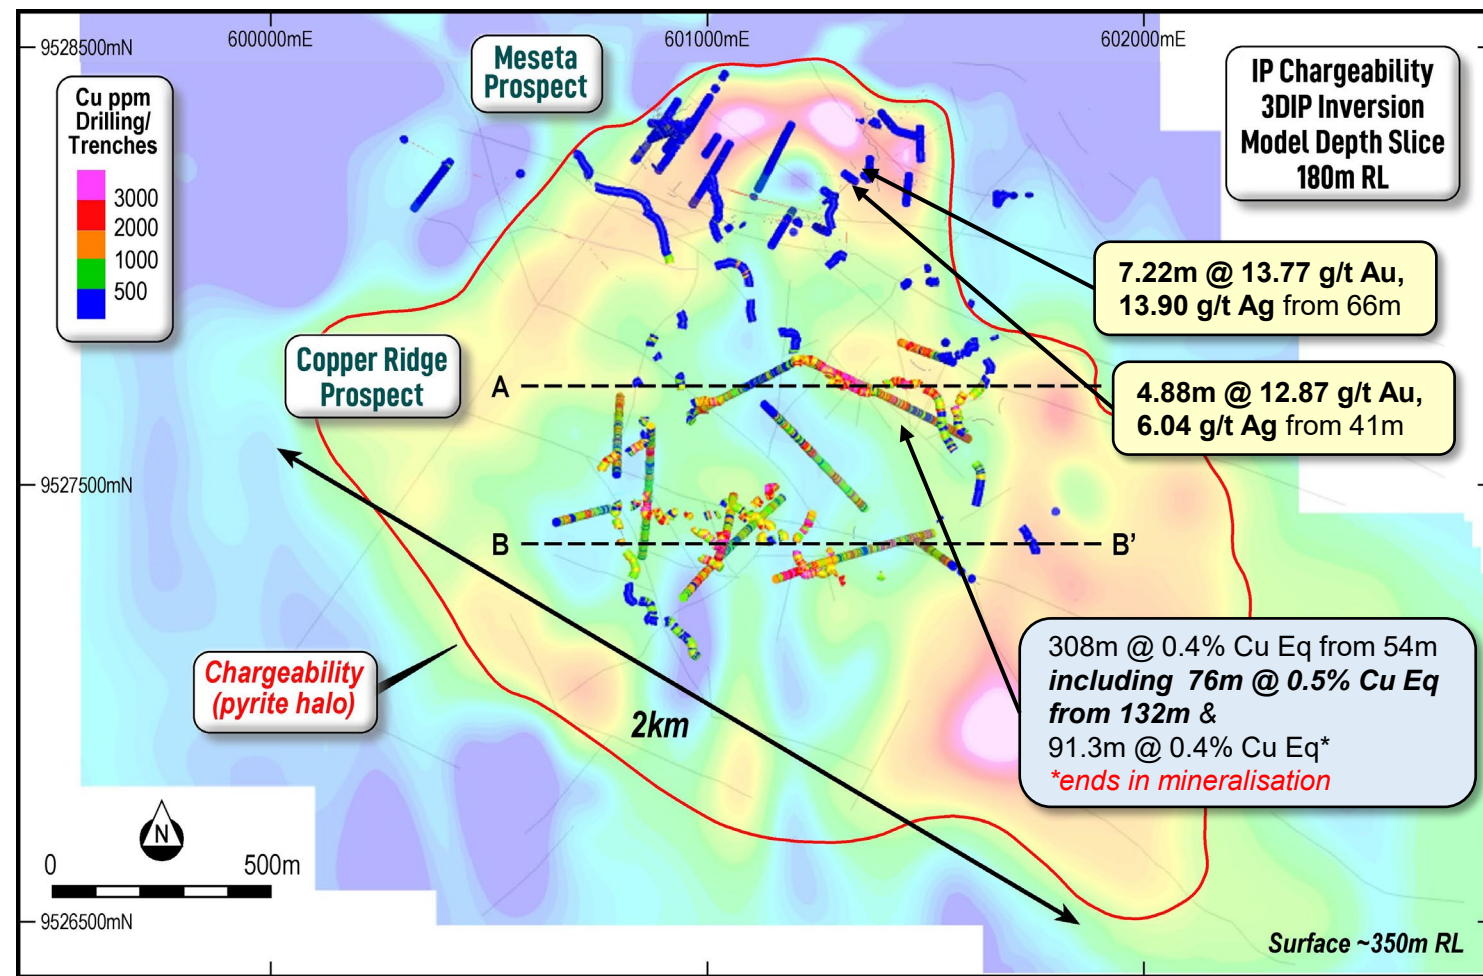 9528500mN
600000mE
601000mE
602000mE
Meseta
Prospect
IP Chargeability
3DIP Inversion
Model Depth Slice
180m RL
Cu ppm
Drilling/
Trenches
3000
2000
1000
500
7.22m @ 13.77 g/t Au,
13.90 g/t Ag from 66m
Copper Ridge
Prospect
A
4.88m @ 12.87 g/t Au,
6.04 g/t Ag from 41m
9527500mN
B
B’
308m @ 0.4% Cu Eq from 54m
including 76m @ 0.5% Cu Eq
from 132m &
91.3m @ 0.4% Cu Eq*
*ends in mineralisation
Chargeability
(pyrite halo)
2km
N
0
500m
9526500mN
Surface ~350m RL